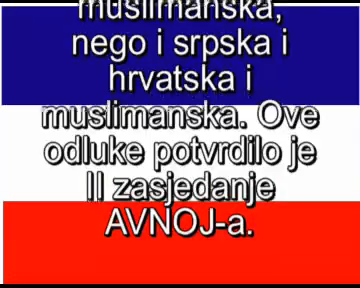 muslimanska,
nego i srpska i
hrvatska i
muslimanska. Ove
odluke potvrdilo je
II zasjedanje
AVNOJ-a.